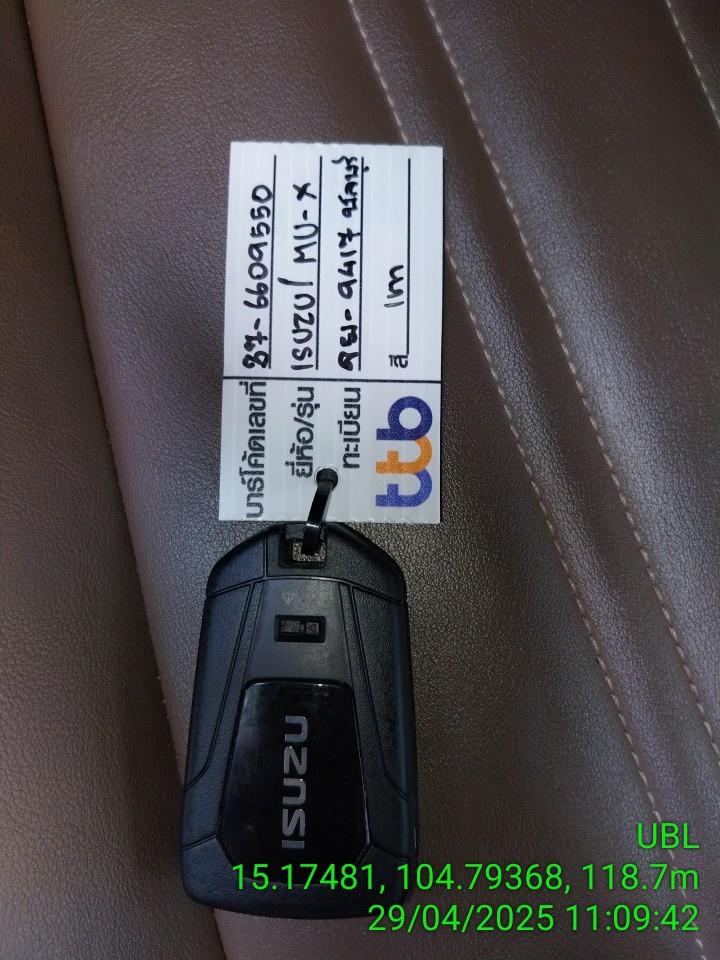 บาร์โค้ดเลขที่ 87-6609550
ยี่ห้อ/รุ่น ISUZU/ MU-X
ทะเบียน 9417 ชลบุรี
สี เทา
ttb
ISUZU
UBL
15.17481, 104.79368, 118.7m
29/04/2025 11:09:42